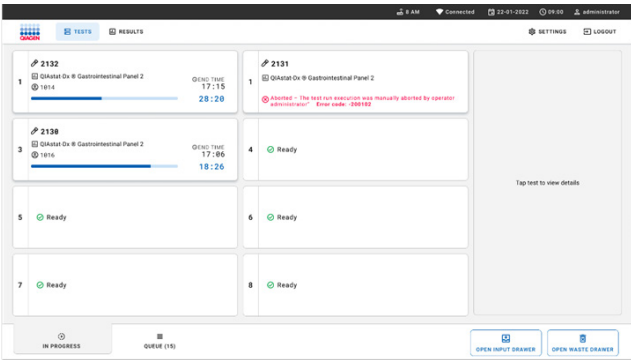 8 AM Connected 22-01-2022 09:00 administrator
QIAGEN TESTS RESULTS SETTINGS LOGOUT
1
2132
QIAstat-Dx ® Gastrointestinal Panel 2
1014
END TIME
17:15
28:20
1
2131
QIAstat-Dx ® Gastrointestinal Panel 2
Aborted – The test run execution was manually aborted by operator
administrator" Error code: -200102
3
2130
QIAstat-Dx ® Gastrointestinal Panel 2
1016
END TIME
17:06
18:26
4 Ready
Tap test to view details
5 Ready
6 Ready
7 Ready
8 Ready
IN PROGRESS
QUEUE (15)
OPEN INPUT DRAWER
OPEN WASTE DRAWER